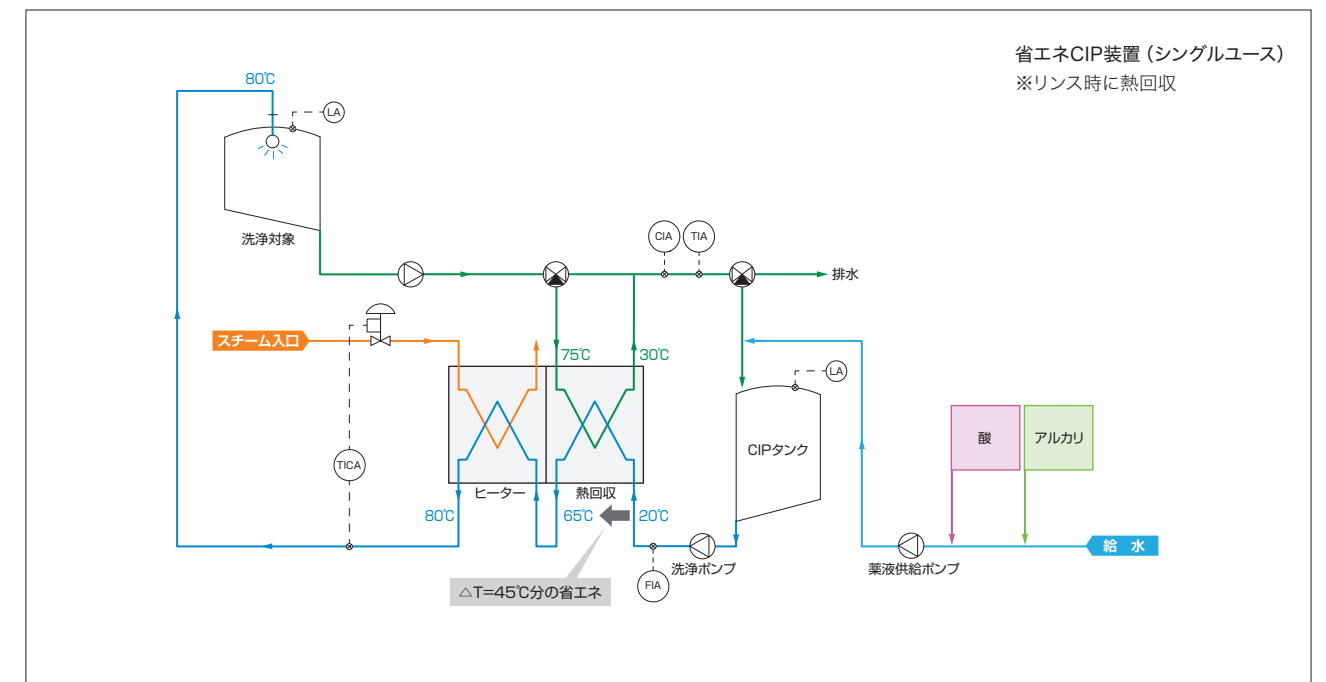 省エネCIP装置（シングルユース）
※リンス時に熱回収
80℃
LA
洗浄対象
CIA
TIA
排水
スチーム入口
75℃
30℃
LA
酸
アルカリ
CIPタンク
TICA
ヒーター
熱回収
80℃
65℃
20℃
給 水
洗浄ポンプ
薬液供給ポンプ
FIA
△T=45℃分の省エネ